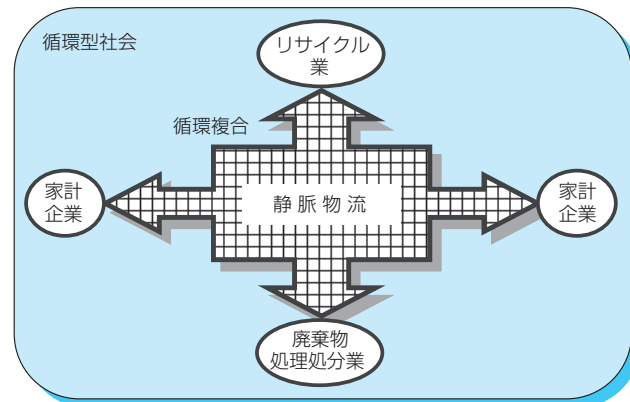 循環型社会
リサイクル
業
循環複合
家計
企業
静脈物流
家計
企業
廃棄物
処理処分業